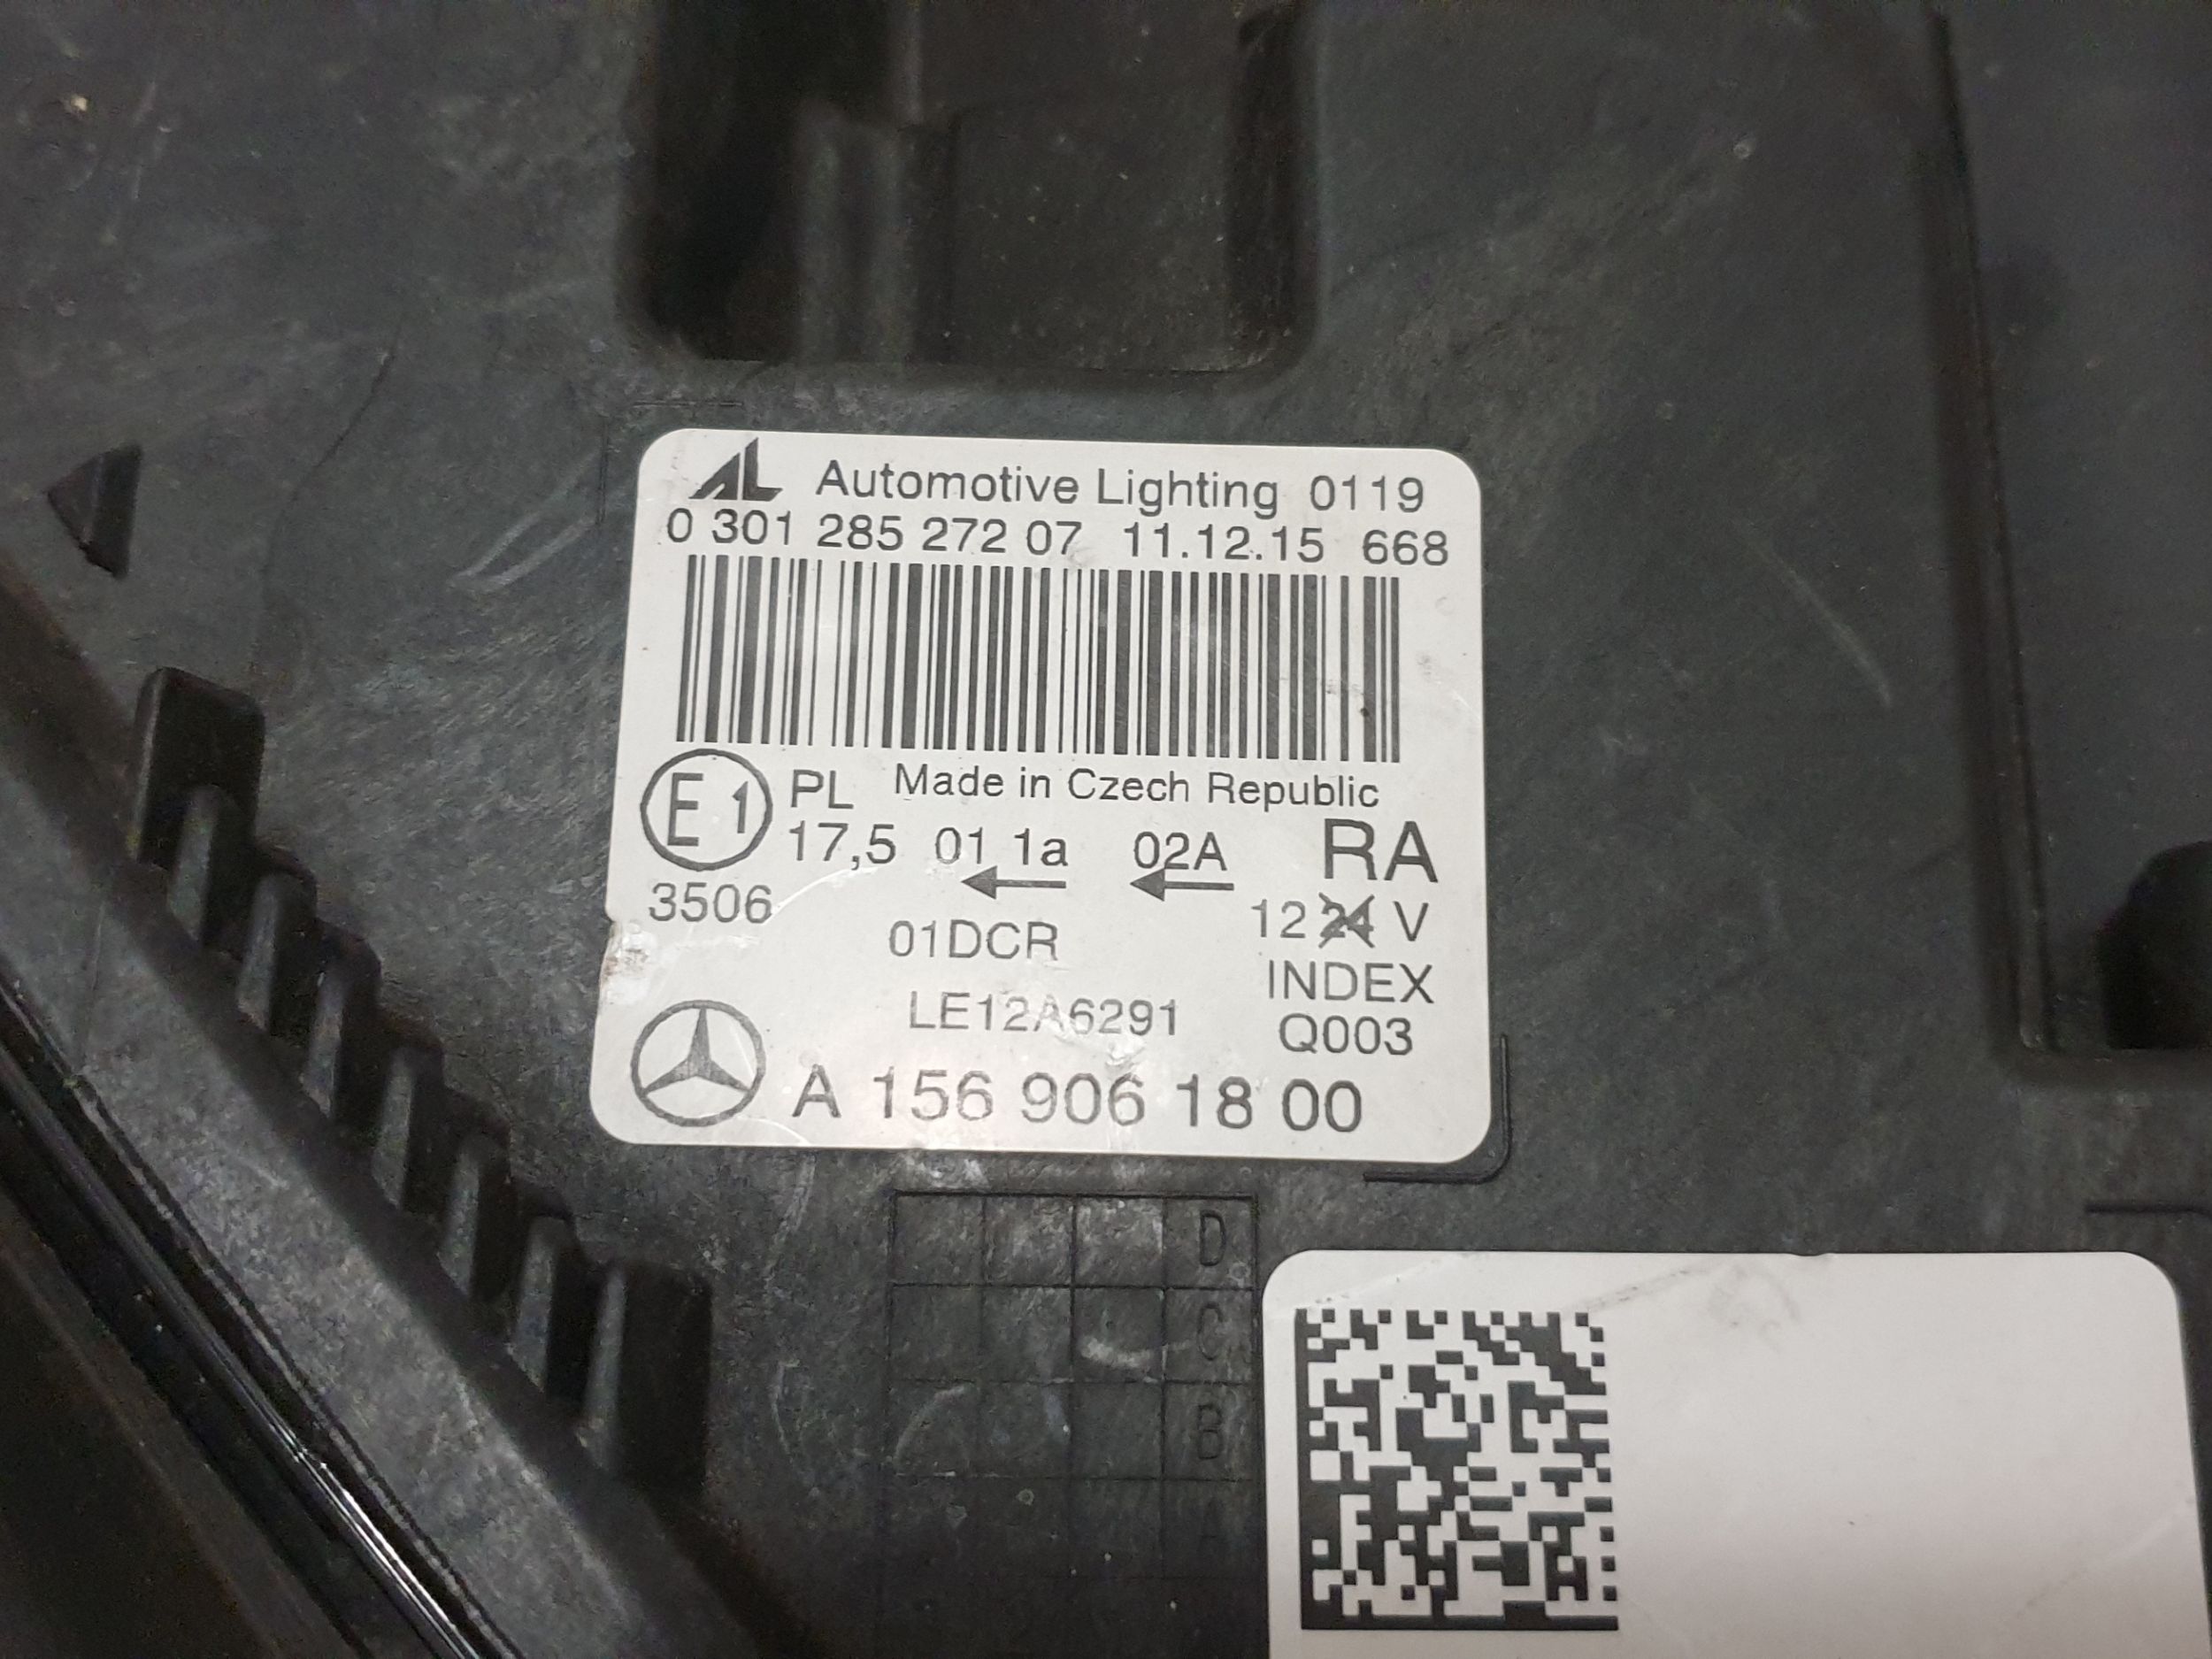 AL Automotive Lighting 0119
0 301 285 272 07 11.12.15 668
E1 PL Made in Czech Republic
17,5 01 1a 02A RA
3506 12 24 V
01DCR INDEX
LE12A6291 Q003
A 156 906 18 00
D
C
B